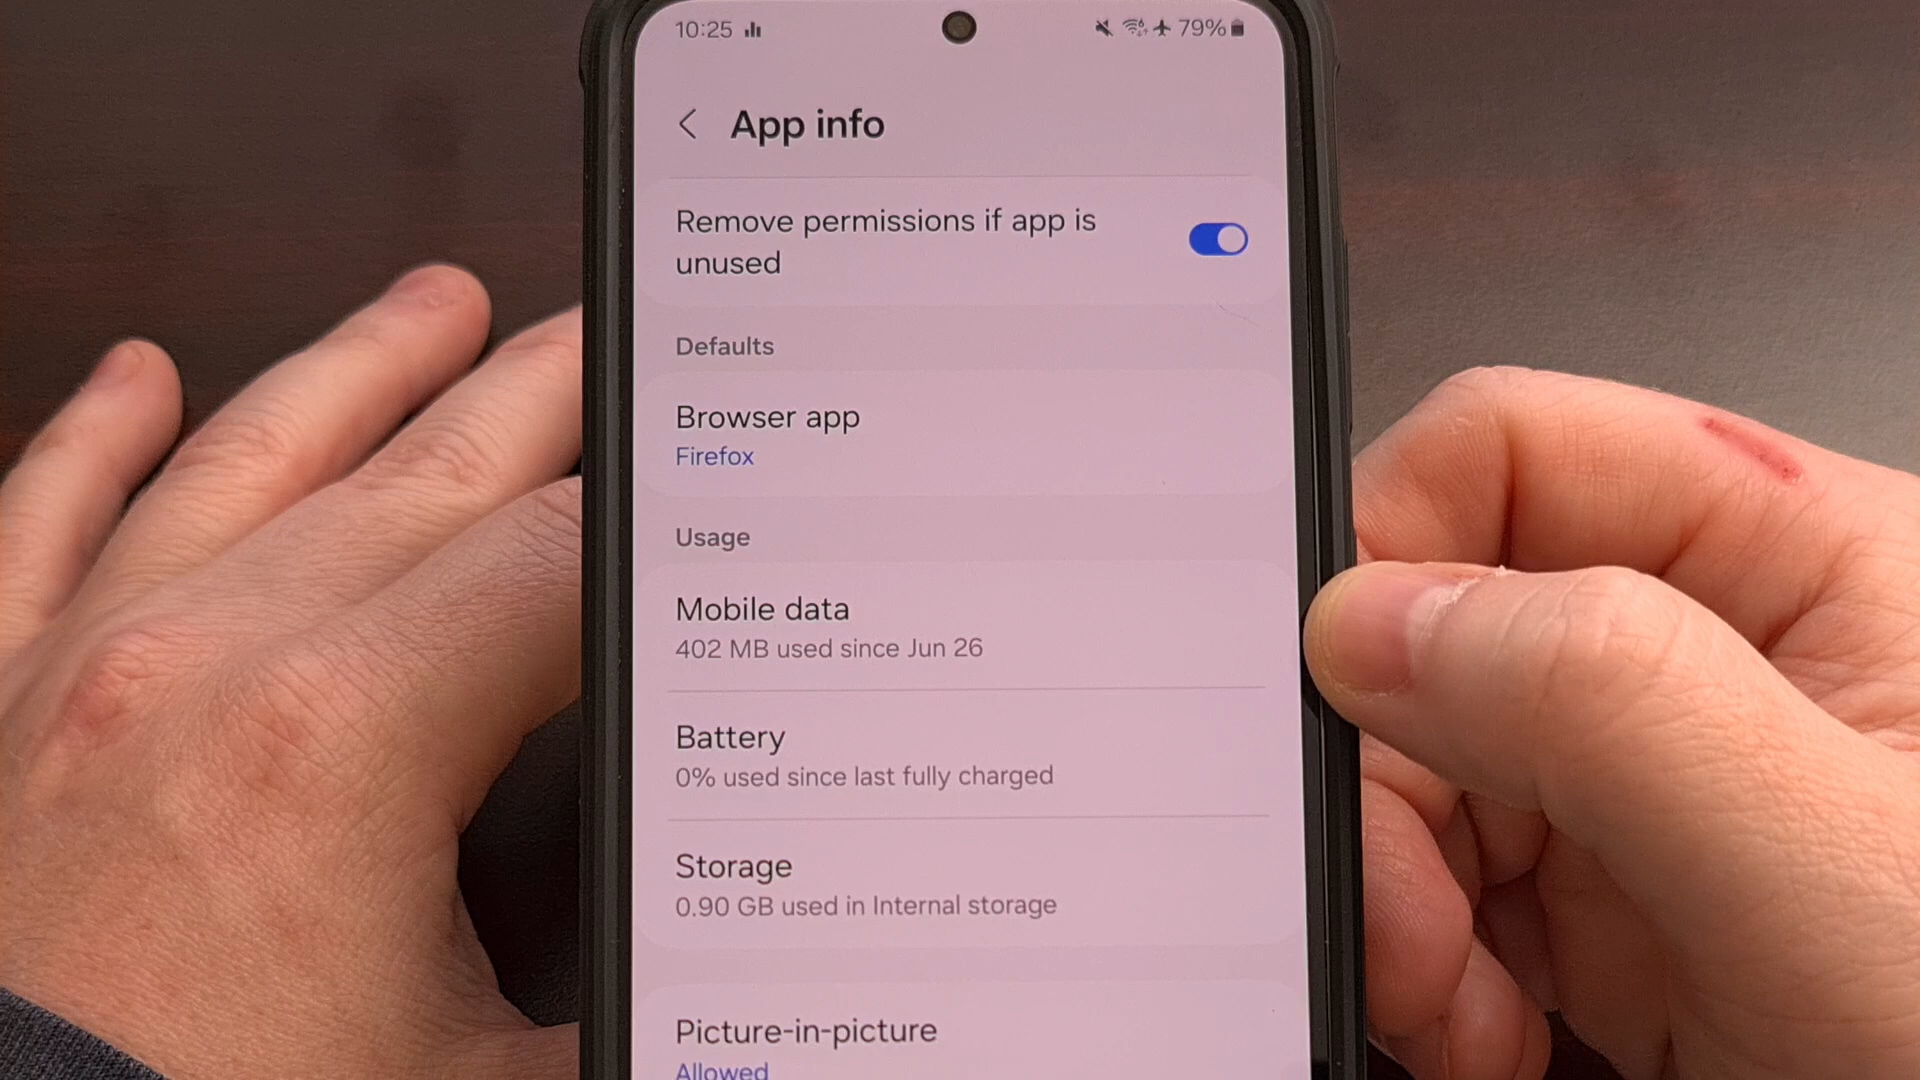 10:25 79%
App info
Remove permissions if app is
unused
Defaults
Browser app
Firefox
Usage
Mobile data
402 MB used since Jun 26
Battery
0% used since last fully charged
Storage
0.90 GB used in Internal storage
Picture-in-picture
Allowed